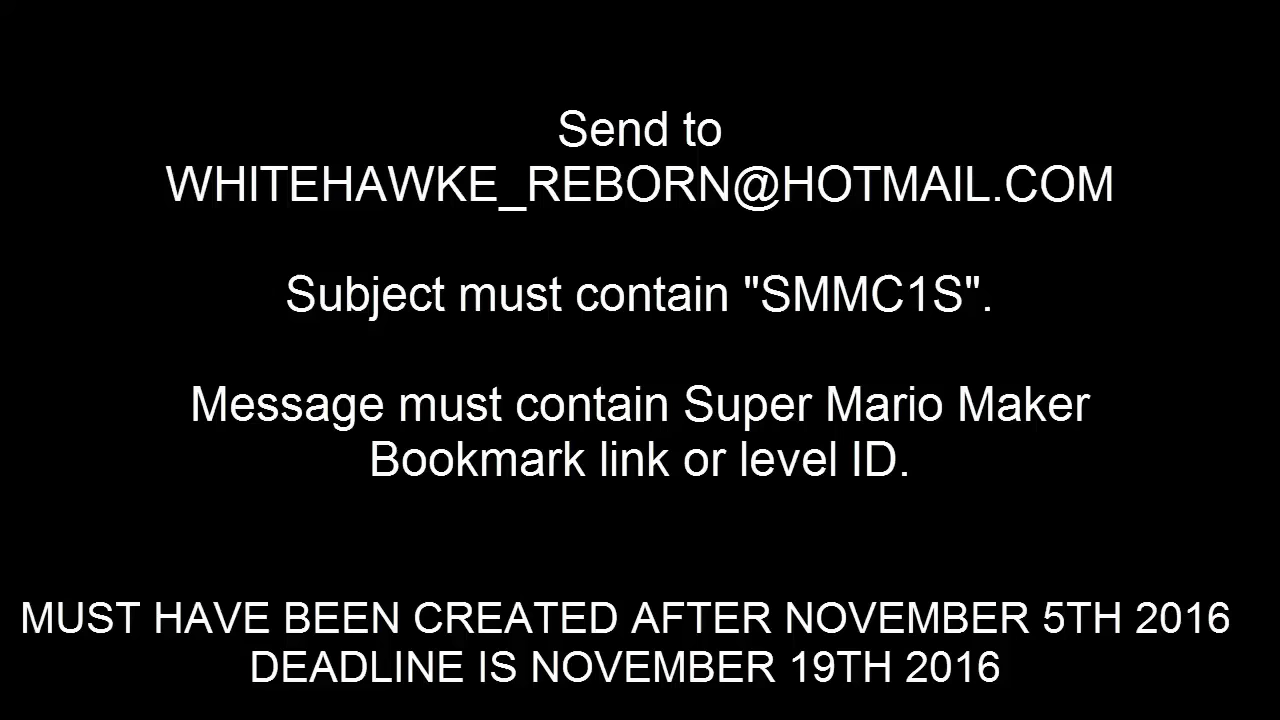 Send to
WHITEHAWKE_REBORN@HOTMAIL.COM
Subject must contain "SMMC1S".
Message must contain Super Mario Maker
Bookmark link or level ID.
MUST HAVE BEEN CREATED AFTER NOVEMBER 5TH 2016
DEADLINE IS NOVEMBER 19TH 2016